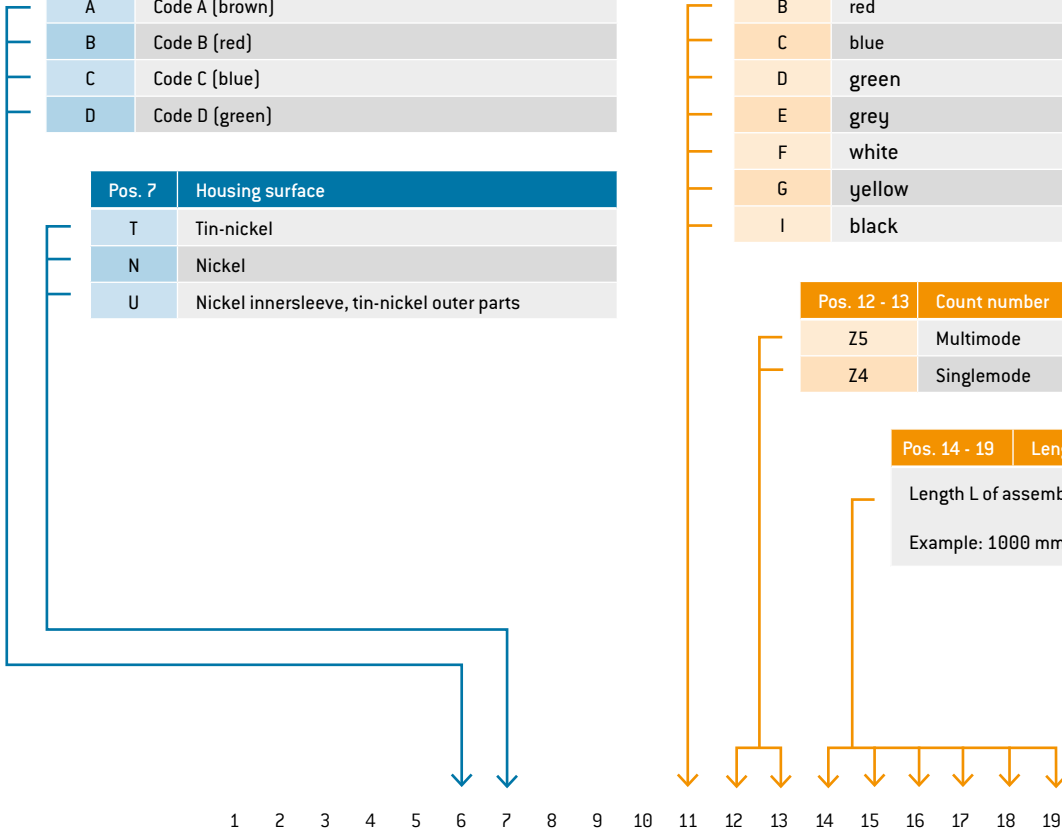 A Code A (brown)
B Code B (red)
C Code C (blue)
D Code D (green)
Pos. 7 Housing surface
T Tin-nickel
N Nickel
U Nickel innersleeve, tin-nickel outer parts
B red
C blue
D green
E grey
F white
G yellow
I black
Pos. 12 - 13 Count number
Z5 Multimode
Z4 Singlemode
Pos. 14 - 19
Length L of
Example: 1000 mm
1 2 3 4 5 6 7 8 9 10 11 12 13 14 15 16 17 18 19